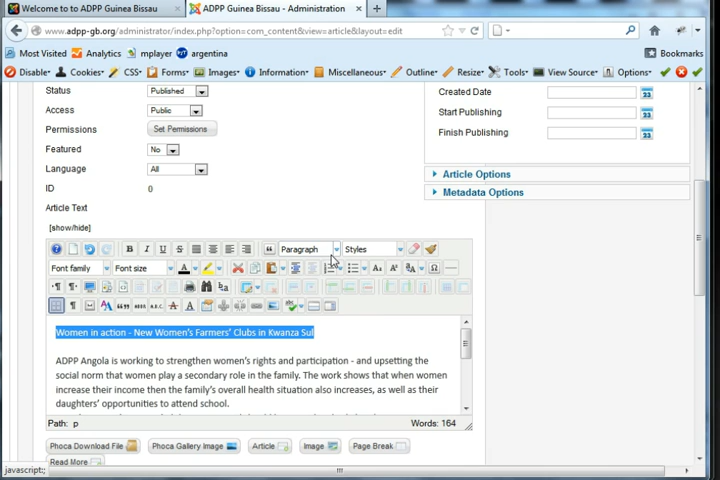 Welcome to to ADPP Guinea Bissau
ADPP Guinea Bissau - Administration
www.adpp-gb.org/administrator/index.php?option=com_content&view=article&layout=edit
Most Visited Analytics mplayer argentina Bookmarks
Disable Cookies CSS Forms Images Information Miscellaneous Outline Resize Tools View Source Options
Status Published
Access Public
Permissions Set Permissions
Featured No
Language All
ID 0
Article Text
[show/hide]
Created Date
Start Publishing
Finish Publishing
Article Options
Metadata Options
Paragraph Styles
Font family Font size
Women in action - New Women's Farmers' Clubs in Kwanza Sul
ADPP Angola is working to strengthen women's rights and participation - and upsetting the
social norm that women play a secondary role in the family. The work shows that when women
increase their income then the family's overall health situation also increases, as well as their
daughters' opportunities to attend school.
Path: p Words: 164
Phoca Download File Phoca Gallery Image Article Image Page Break
Read More
javascript:;